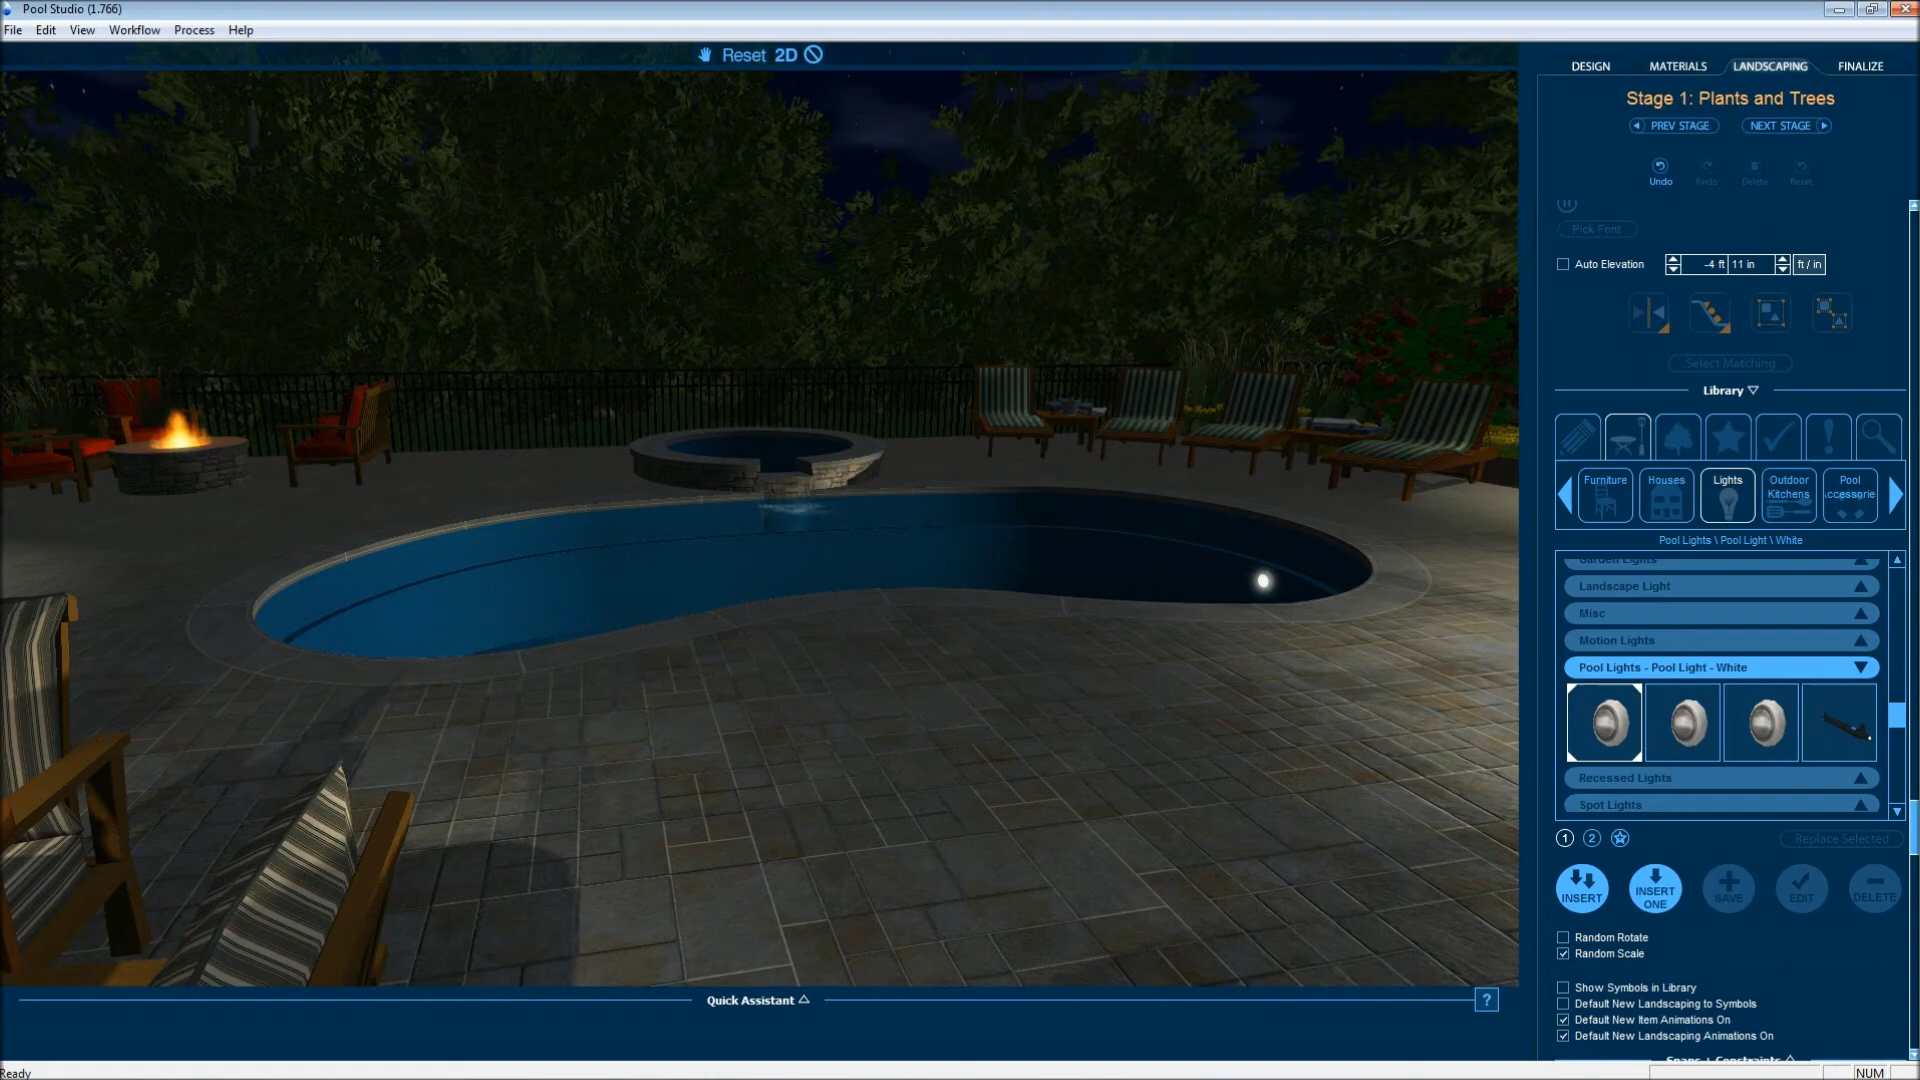 Pool Studio (1.766)
File Edit View Workflow Process Help
Reset 2D
DESIGN MATERIALS LANDSCAPING FINALIZE
Stage 1: Plants and Trees
PREV STAGE NEXT STAGE
Undo Redo Delete Reset
Pick Font
Auto Elevation -4 ft 11 in ft / in
Select Matching
Library
Furniture Houses Lights Outdoor Kitchens Pool ccessorie
Pool Lights \ Pool Light \ White
Garden Lights
Landscape Light
Misc
Motion Lights
Pool Lights - Pool Light - White
Recessed Lights
Spot Lights
1 2 Replace Selected
INSERT INSERT ONE SAVE EDIT DELETE
Random Rotate
Random Scale
Show Symbols in Library
Default New Landscaping to Symbols
Default New Item Animations On
Default New Landscaping Animations On
Snaps + Constraints
Quick Assistant ?
Ready NUM